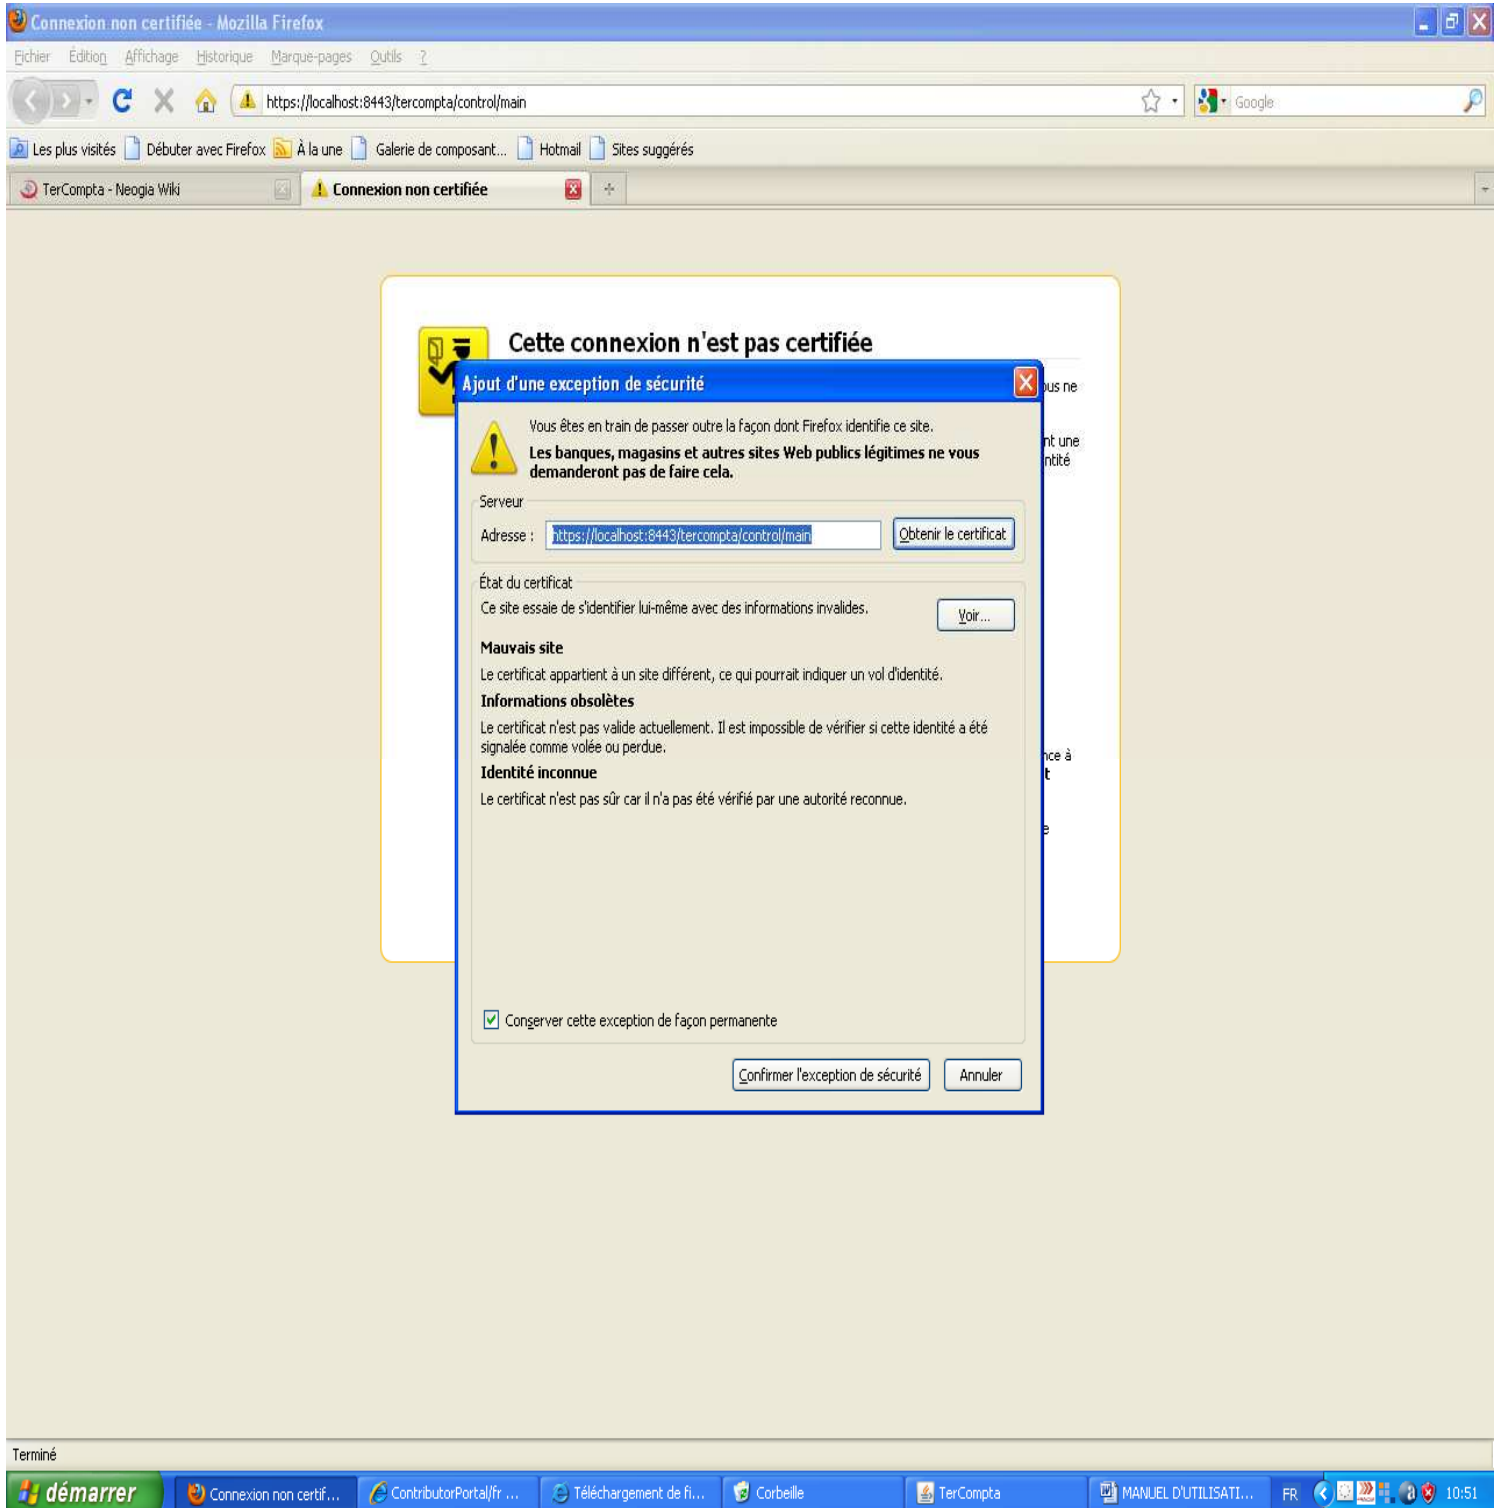 Connexion non certifiée - Mozilla Firefox
Fichier Édition Affichage Historique Marque-pages Outils ?
https://localhost:8443/tercompta/control/main
Google
Les plus visités Débuter avec Firefox À la une Galerie de composant... Hotmail Sites suggérés
TerCompta - Neogia Wiki Connexion non certifiée
Cette connexion n'est pas certifiée
Ajout d'une exception de sécurité
ous ne
Vous êtes en train de passer outre la façon dont Firefox identifie ce site.
Les banques, magasins et autres sites Web publics légitimes ne vous
demanderont pas de faire cela.
nt une
ntité
Serveur
Adresse : https://localhost:8443/tercompta/control/main Obtenir le certificat
État du certificat
Ce site essaie de s'identifier lui-même avec des informations invalides.
Voir...
Mauvais site
Le certificat appartient à un site différent, ce qui pourrait indiquer un vol d'identité.
Informations obsolètes
Le certificat n'est pas valide actuellement. Il est impossible de vérifier si cette identité a été
signalée comme volée ou perdue.
Identité inconnue
Le certificat n'est pas sûr car il n'a pas été vérifié par une autorité reconnue.
nce à
t
e
Conserver cette exception de façon permanente
Confirmer l'exception de sécurité Annuler
Terminé
démarrer Connexion non certif... ContributorPortal/fr ... Téléchargement de fi... Corbeille TerCompta MANUEL D'UTILISATI... FR 10:51